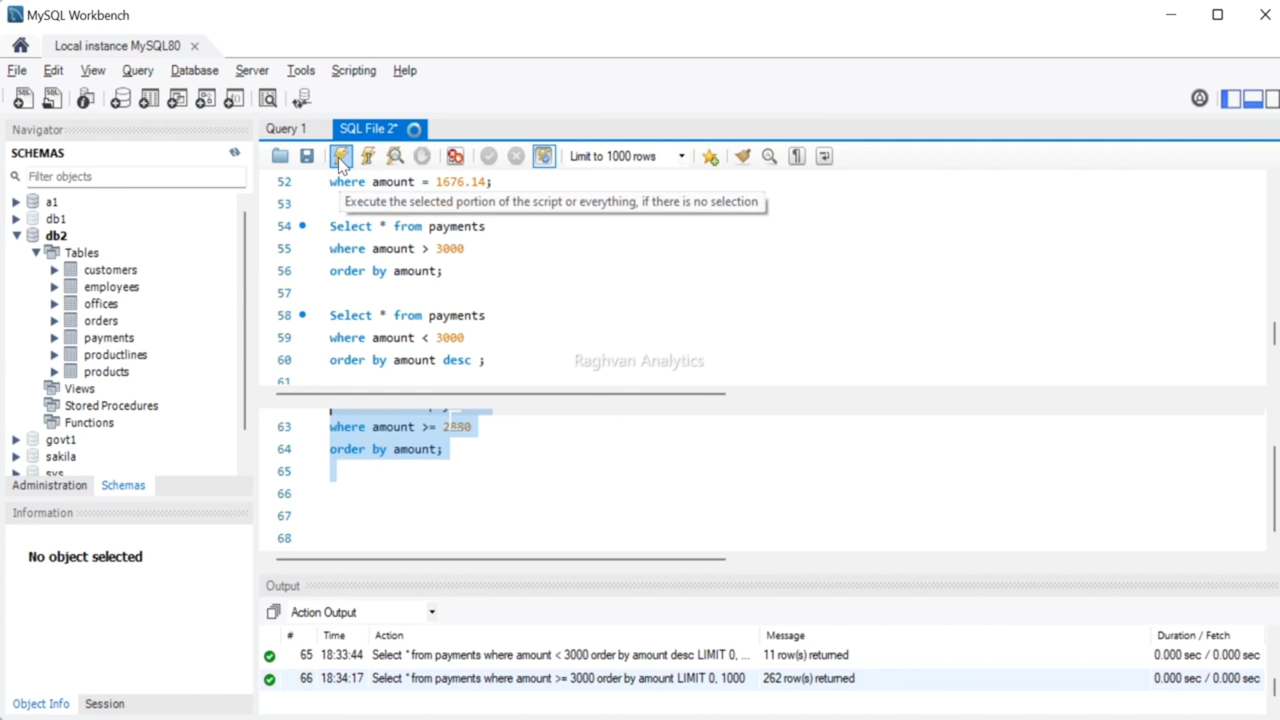 MySQL Workbench
Local instance MySQL80
File Edit View Query Database Server Tools Scripting Help
Navigator
SCHEMAS
Filter objects
a1
db1
db2
Tables
customers
employees
offices
orders
payments
productlines
products
Views
Stored Procedures
Functions
govt1
sakila
sys
Administration Schemas
Information
No object selected
Object Info Session
Query 1 SQL File 2*
Limit to 1000 rows
52 where amount = 1676.14;
53
Execute the selected portion of the script or everything, if there is no selection
54 Select * from payments
55 where amount > 3000
56 order by amount;
57
58 Select * from payments
59 where amount < 3000
60 order by amount desc ;
Raghvan Analytics
61
63 where amount >= 2880
64 order by amount;
65
66
67
68
Output
Action Output
# Time Action Message Duration / Fetch
65 18:33:44 Select * from payments where amount < 3000 order by amount desc LIMIT 0, ... 11 row(s) returned 0.000 sec / 0.000 sec
66 18:34:17 Select * from payments where amount >= 3000 order by amount LIMIT 0, 1000 262 row(s) returned 0.000 sec / 0.000 sec